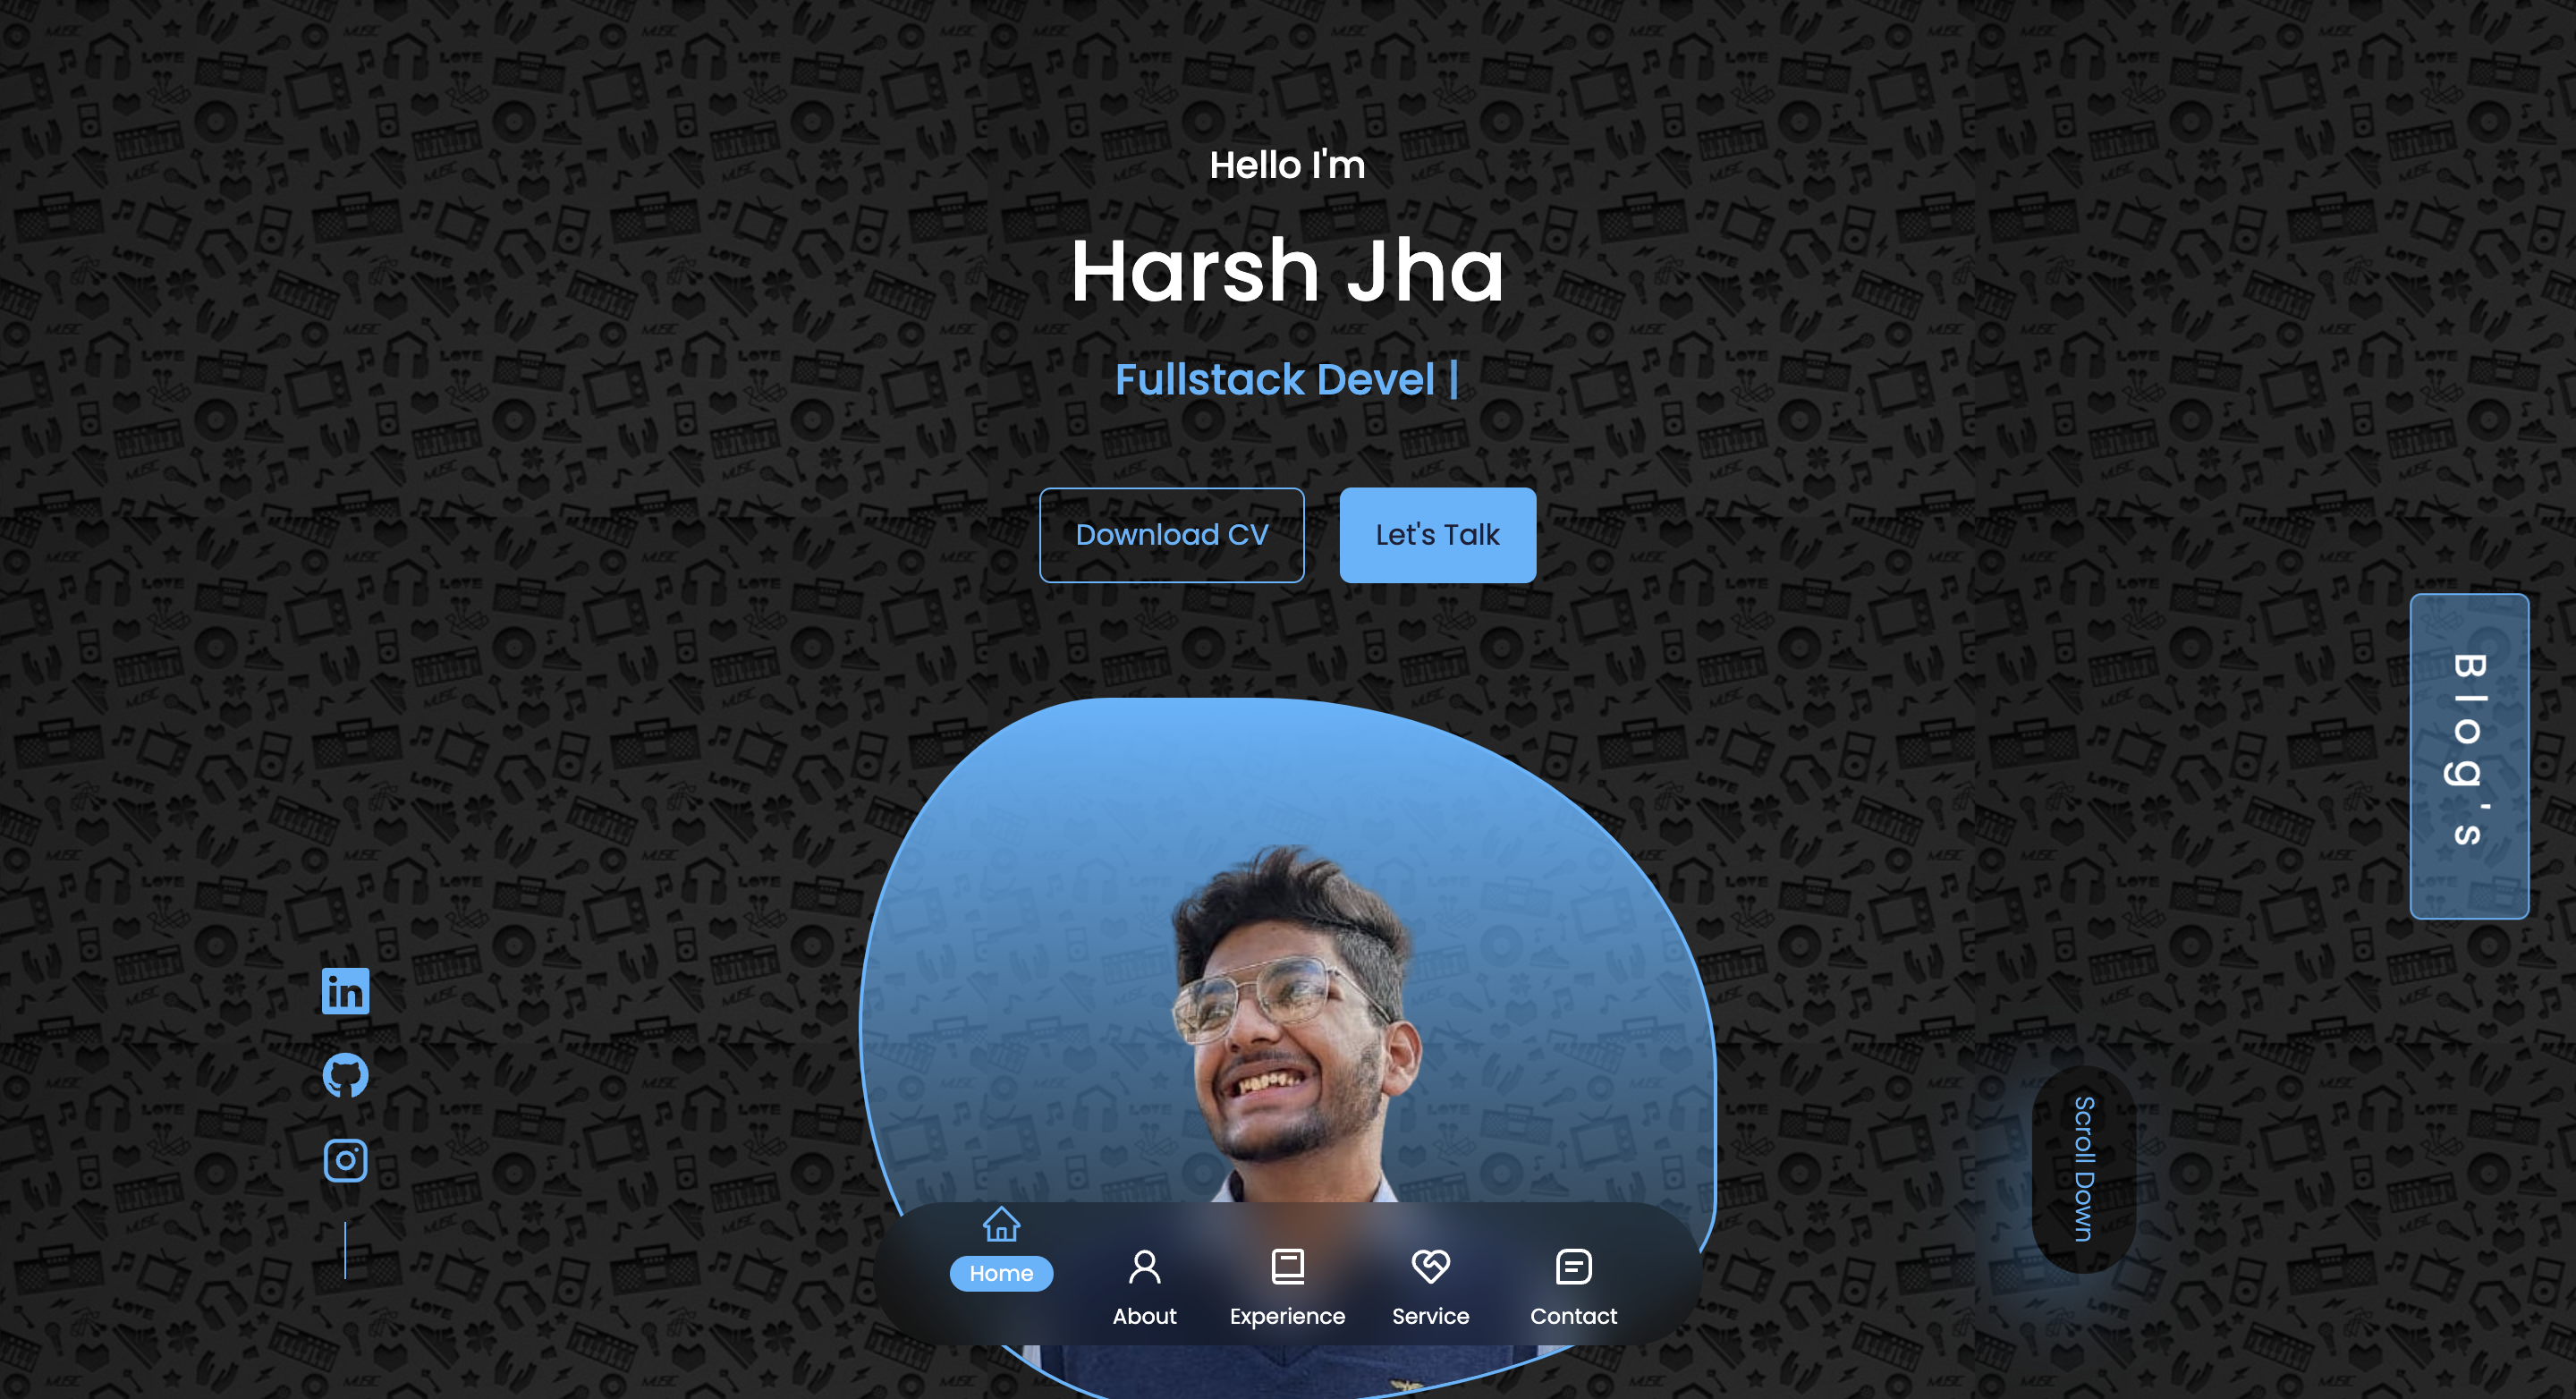 Hello I'm
Harsh Jha
Fullstack Devel |
Download CV
Let's Talk
Blog's
Scroll Down
Home
About
Experience
Service
Contact